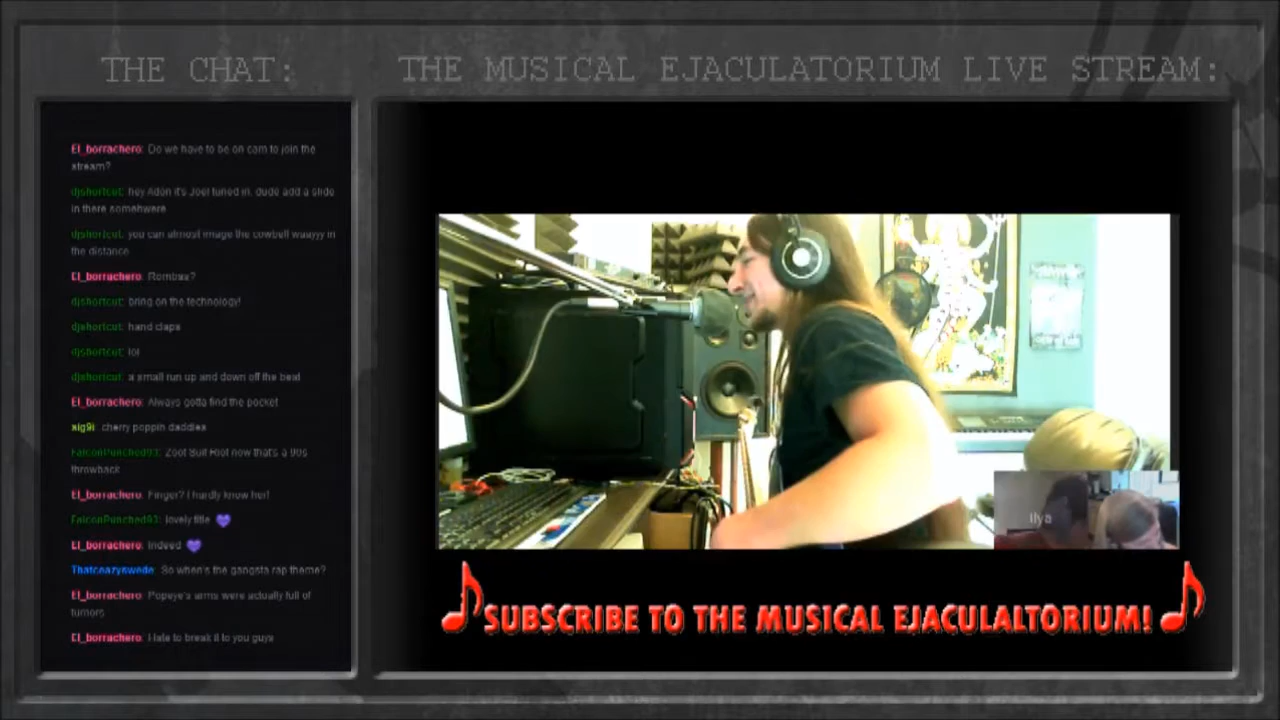 THE CHAT:
THE MUSICAL EJACULATORIUM LIVE STREAM:
El_borrachero: Do we have to be on cam to join the
stream?
djshortcut: hey Adon it's Joel tuned in. dude add a slide
in there somehwere
djshortcut: you can almost image the cowbell waayyy in
the distance
El_borrachero: Rombax?
djshortcut: bring on the technology!
djshortcut: hand claps
djshortcut: lol
djshortcut: a small run up and down off the beat
El_borrachero: Always gotta find the pocket
xig9i: cherry poppin daddies
FalconPunched93: Zoot Suit Riot now that's a 90s
throwback
El_borrachero: Finger? I hardly know her!
FalconPunched93: lovely title 💜
El_borrachero: Indeed 💜
Thatcrazyswede: So when's the gangsta rap theme?
El_borrachero: Popeye's arms were actually full of
tumors
El_borrachero: Hate to break it to you guys
ilya
SUBSCRIBE TO THE MUSICAL EJACULALTORIUM!